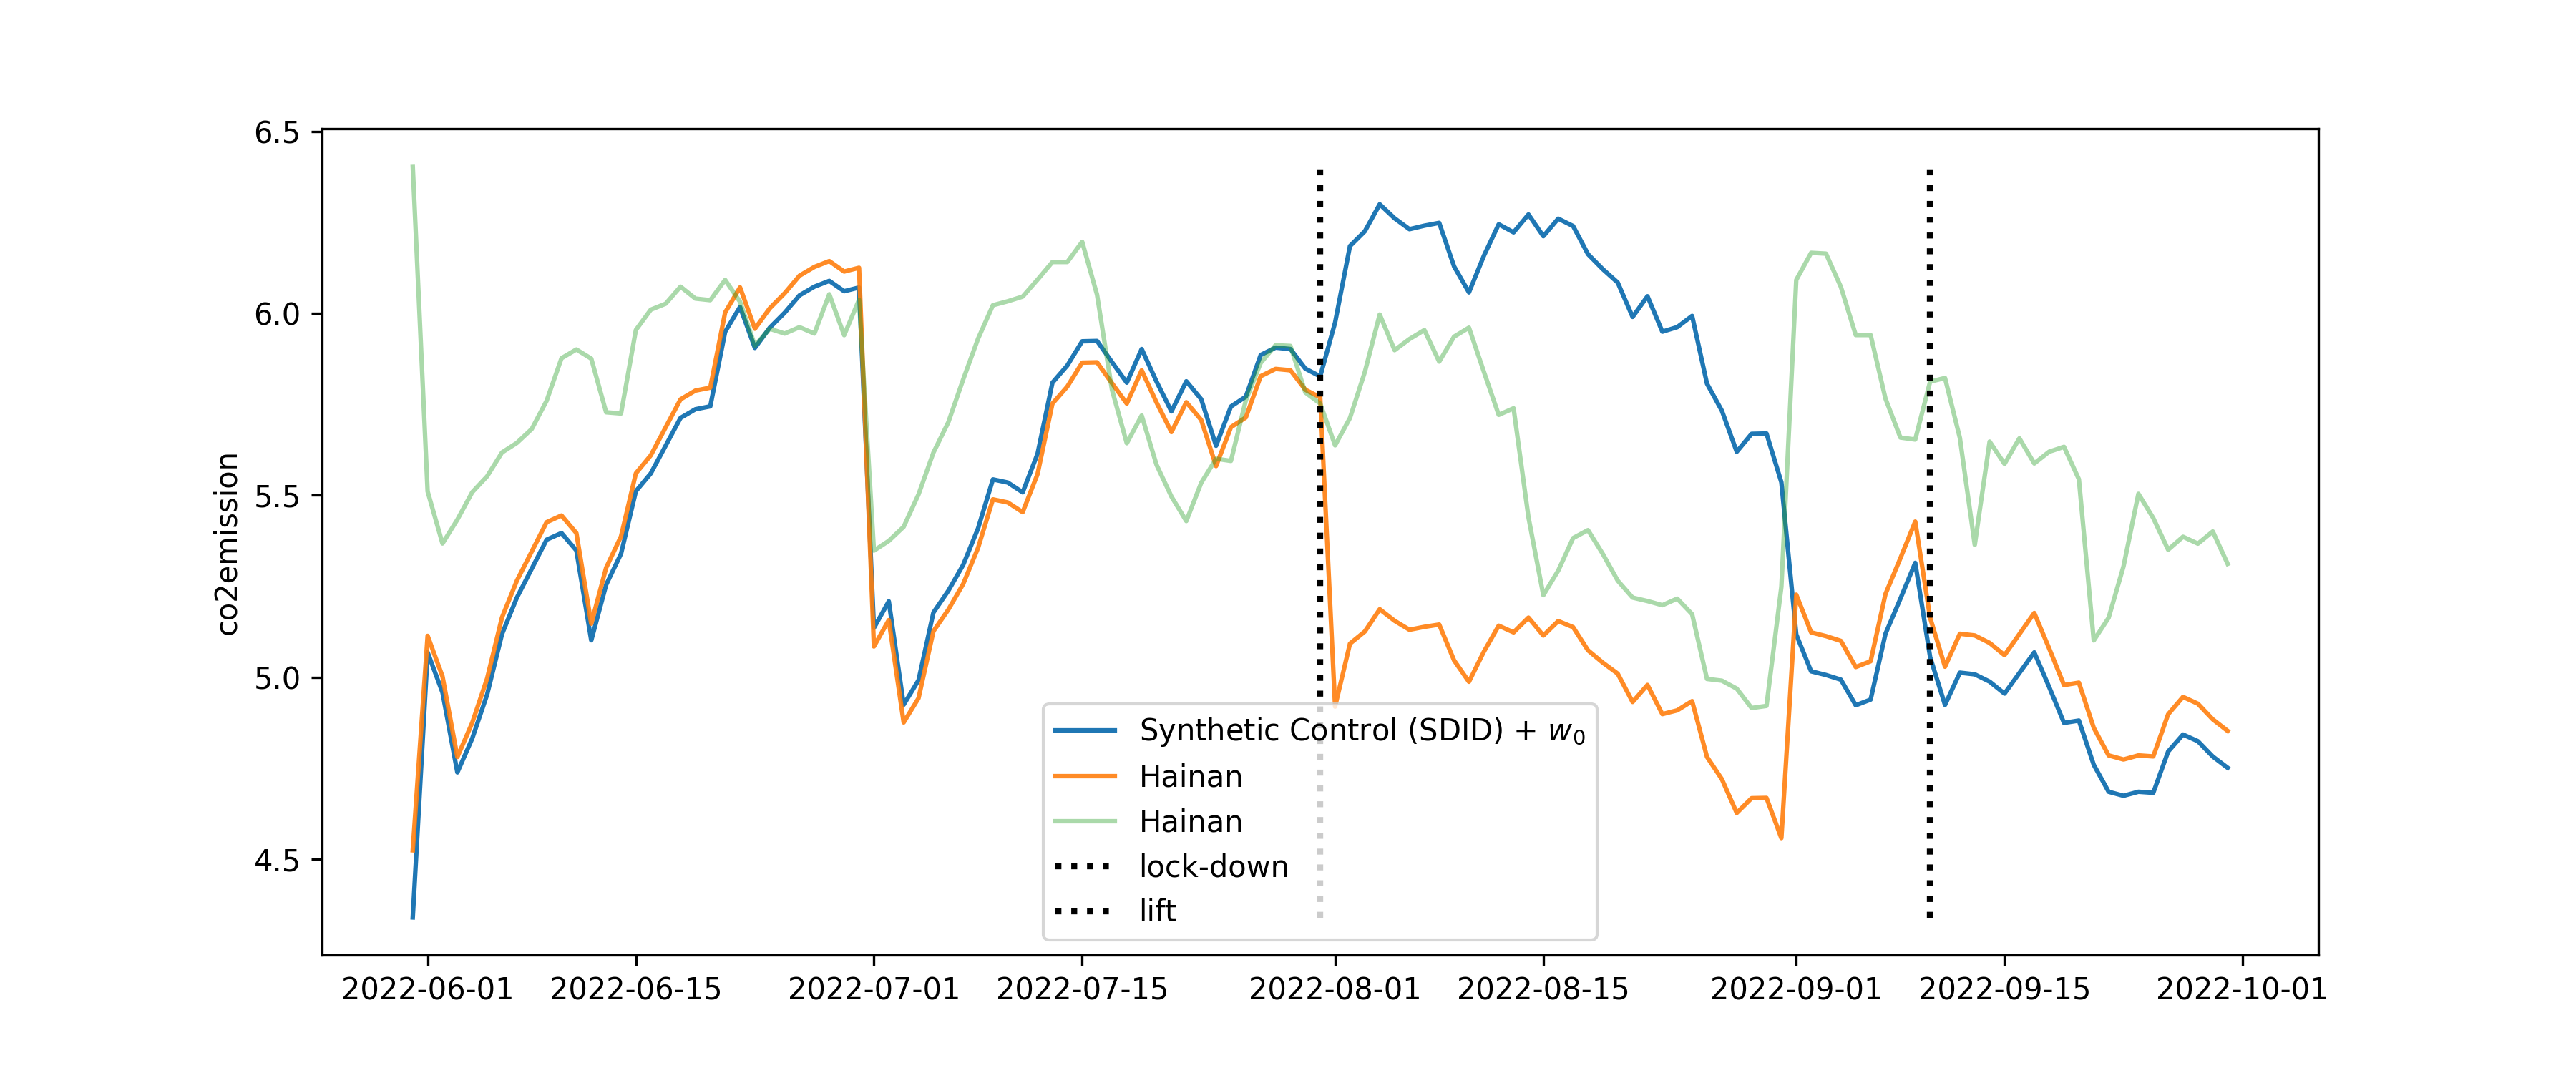 co2emission
6.5
6.0
5.5
5.0
4.5
Synthetic Control (SDID) + w₀
Hainan
Hainan
lock-down
lift
2022-06-01 2022-06-15 2022-07-01 2022-07-15 2022-08-01 2022-08-15 2022-09-01 2022-09-15 2022-10-01